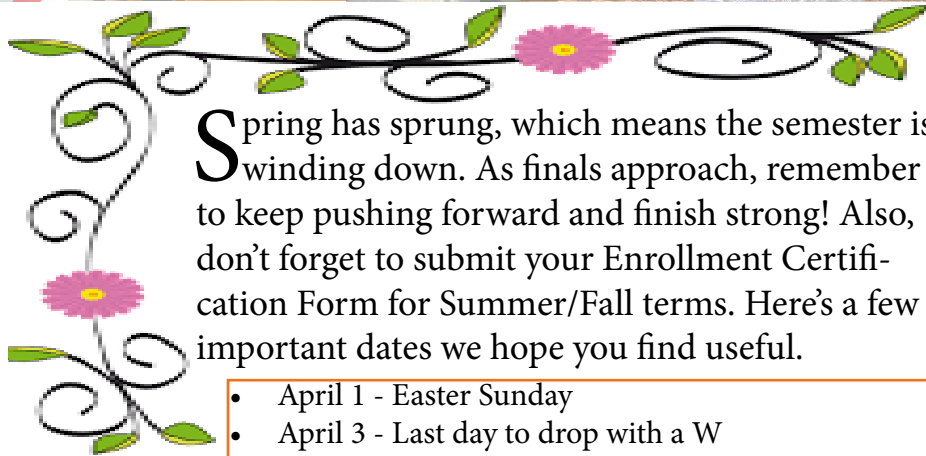 Spring has sprung, which means the semester is
winding down. As finals approach, remember
to keep pushing forward and finish strong! Also,
don't forget to submit your Enrollment Certifi-
cation Form for Summer/Fall terms. Here's a few
important dates we hope you find useful.
• April 1 - Easter Sunday
• April 3 - Last day to drop with a W